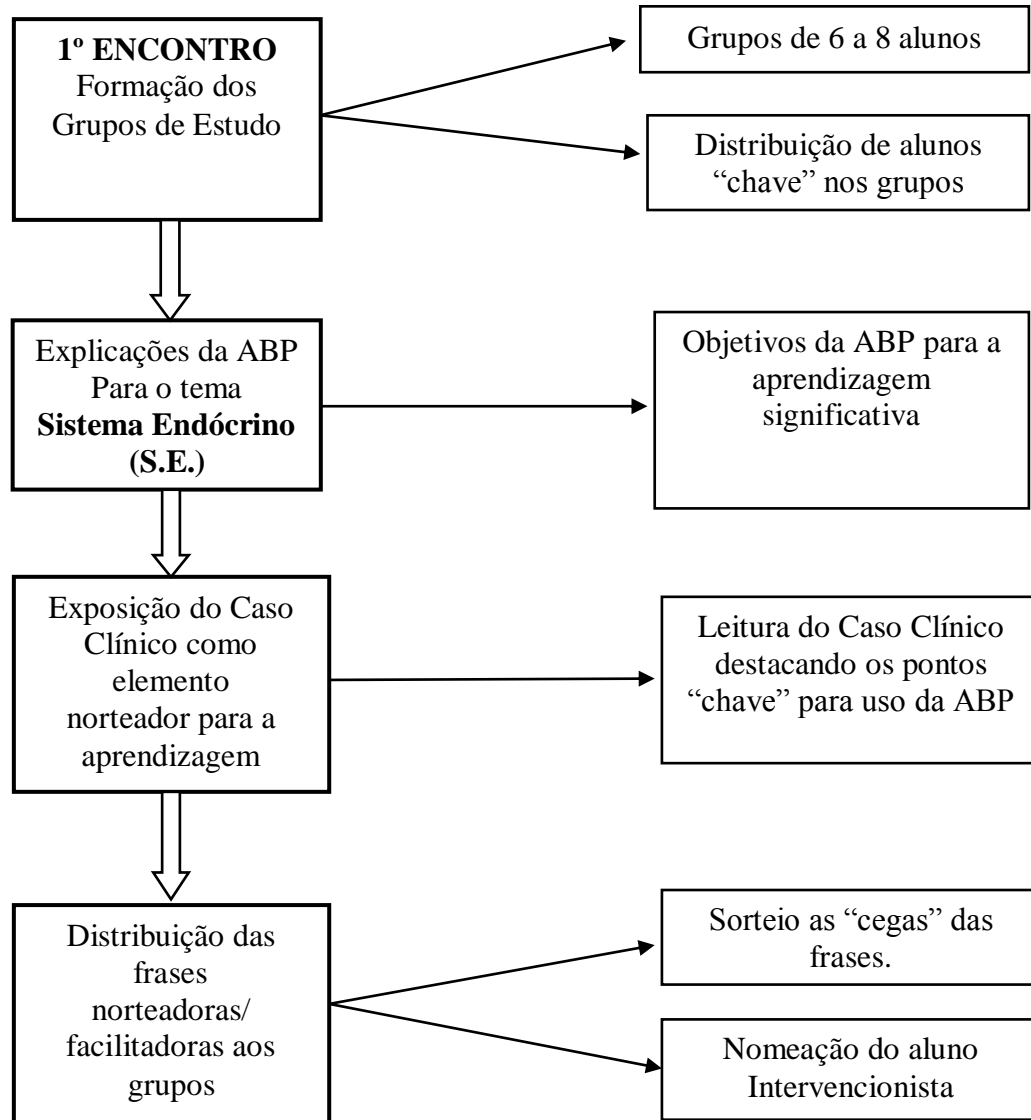 1º ENCONTRO
Formação dos
Grupos de Estudo
Grupos de 6 a 8 alunos
Distribuição de alunos
“chave” nos grupos
Explicações da ABP
Para o tema
Sistema Endócrino
(S.E.)
Objetivos da ABP para a
aprendizagem
significativa
Exposição do Caso
Clínico como
elemento
norteador para a
aprendizagem
Leitura do Caso Clínico
destacando os pontos
“chave” para uso da ABP
Distribuição das
frases
norteadoras/
facilitadoras aos
grupos
Sorteio as “cegas” das
frases.
Nomeação do aluno
Intervencionista